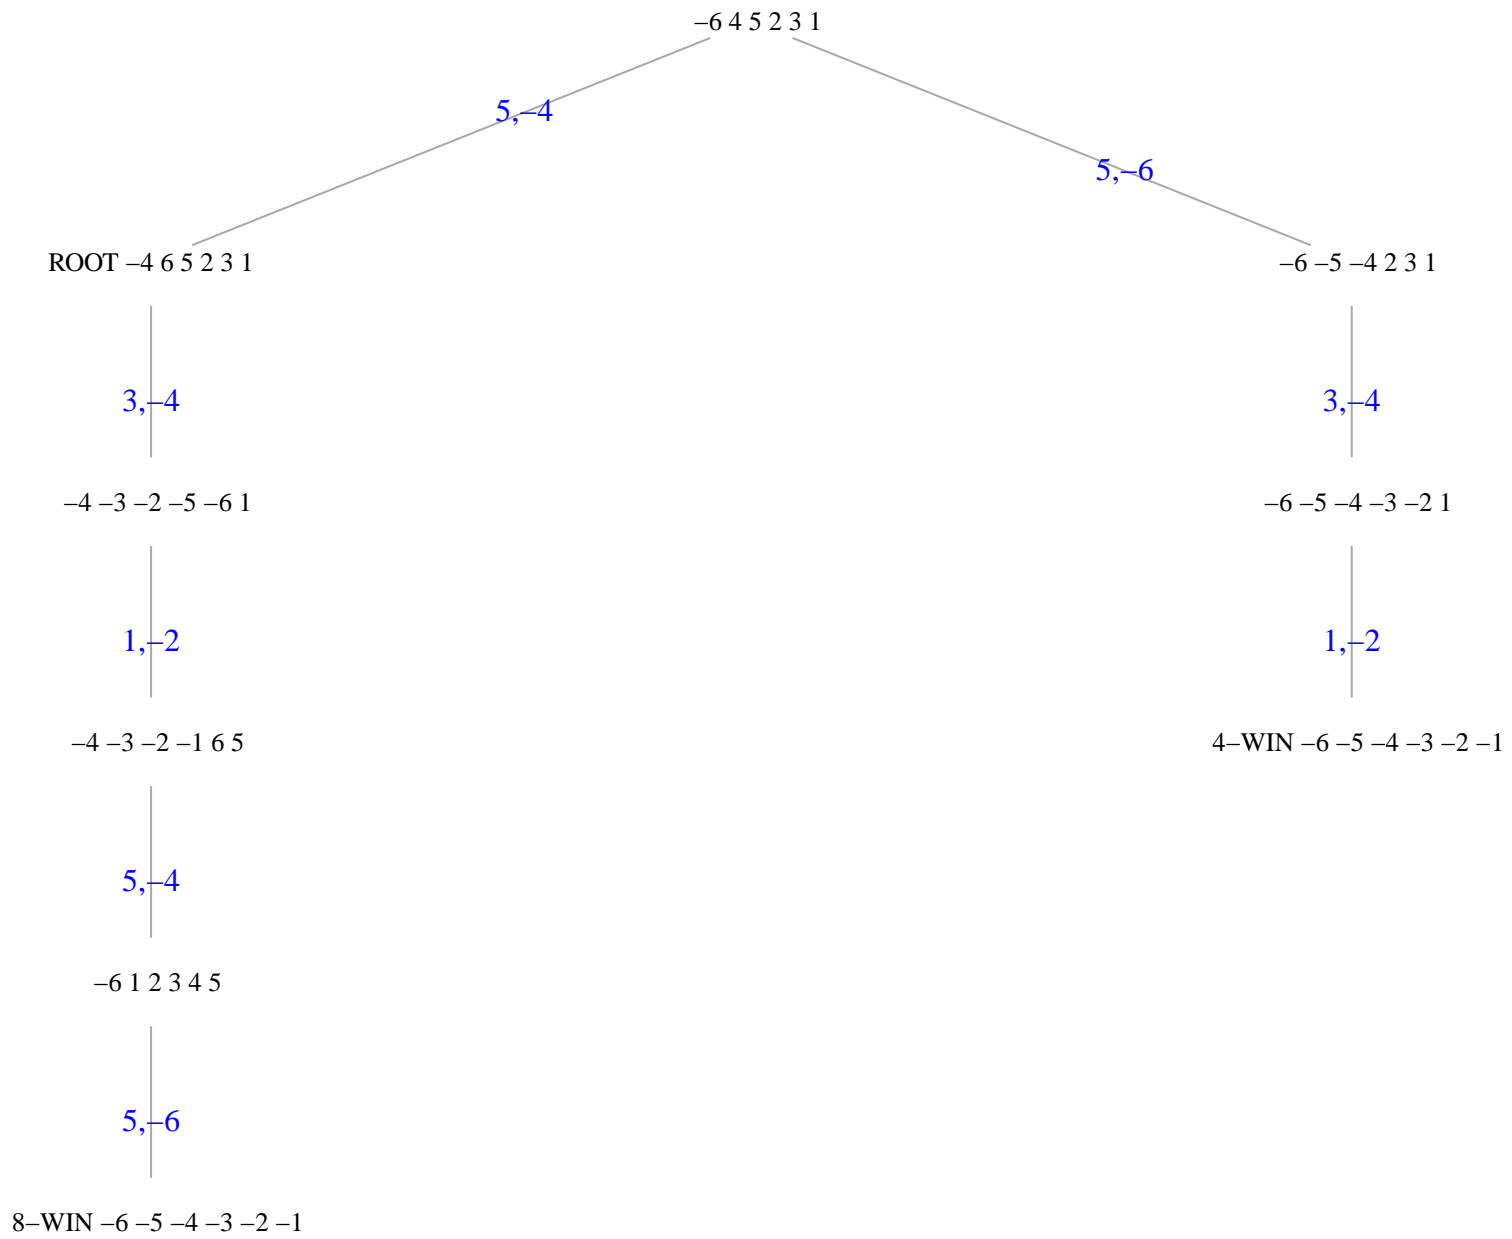 –6 4 5 2 3 1
5,–4
5,–6
ROOT –4 6 5 2 3 1
–6 –5 –4 2 3 1
3,–4
3,–4
–4 –3 –2 –5 –6 1
–6 –5 –4 –3 –2 1
1,–2
1,–2
–4 –3 –2 –1 6 5
4–WIN –6 –5 –4 –3 –2 –1
5,–4
–6 1 2 3 4 5
5,–6
8–WIN –6 –5 –4 –3 –2 –1